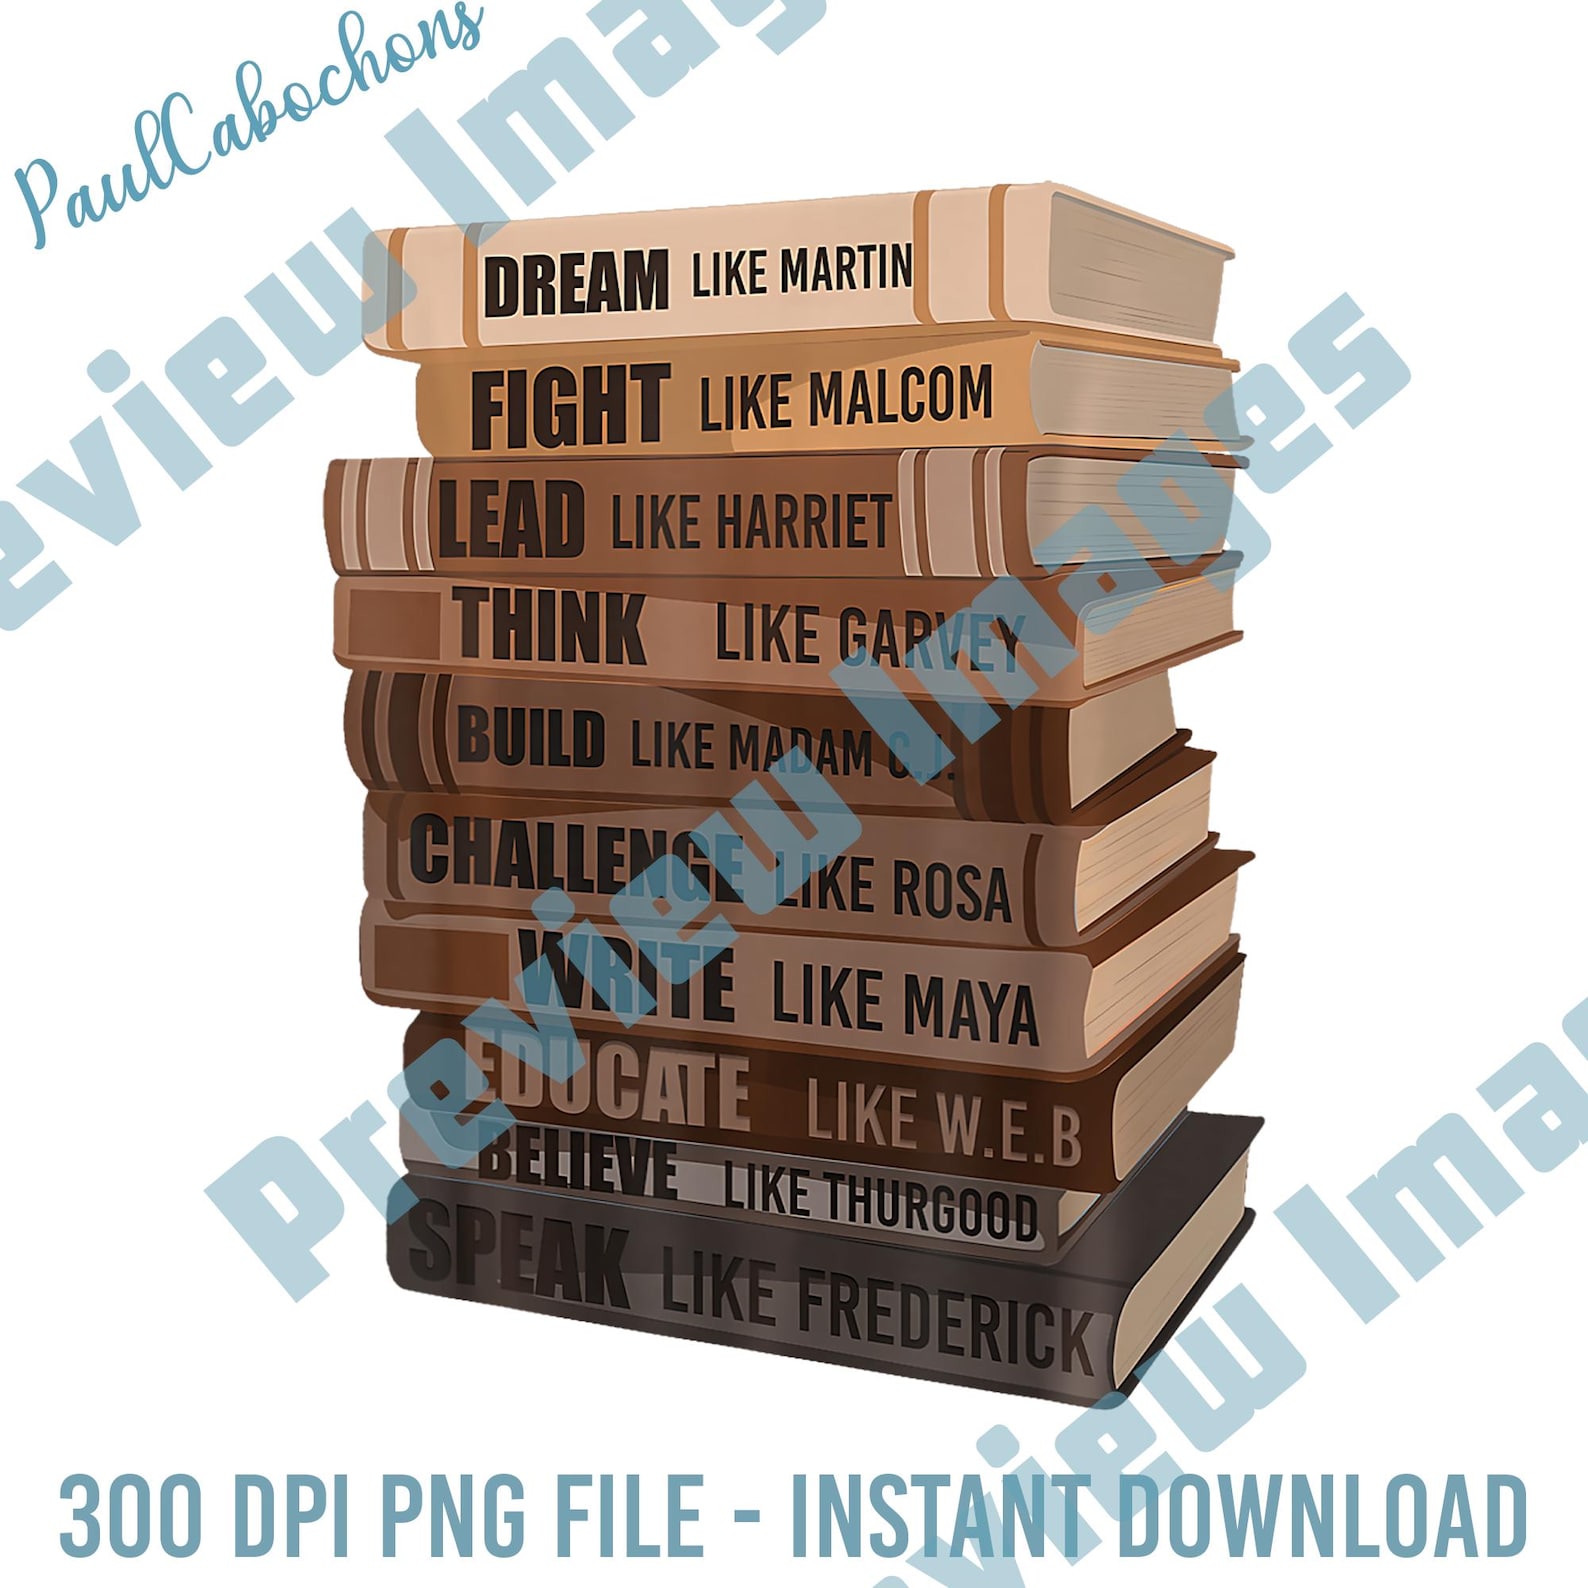 PaulCabochons
Preview Images
DREAM LIKE MARTIN
FIGHT LIKE MALCOM
LEAD LIKE HARRIET
THINK LIKE GARVEY
BUILD LIKE MADAM C.J.
CHALLENGE LIKE ROSA
WRITE LIKE MAYA
EDUCATE LIKE W.E.B
BELIEVE LIKE THURGOOD
SPEAK LIKE FREDERICK
Preview Images
Preview Images
300 DPI PNG FILE - INSTANT DOWNLOAD